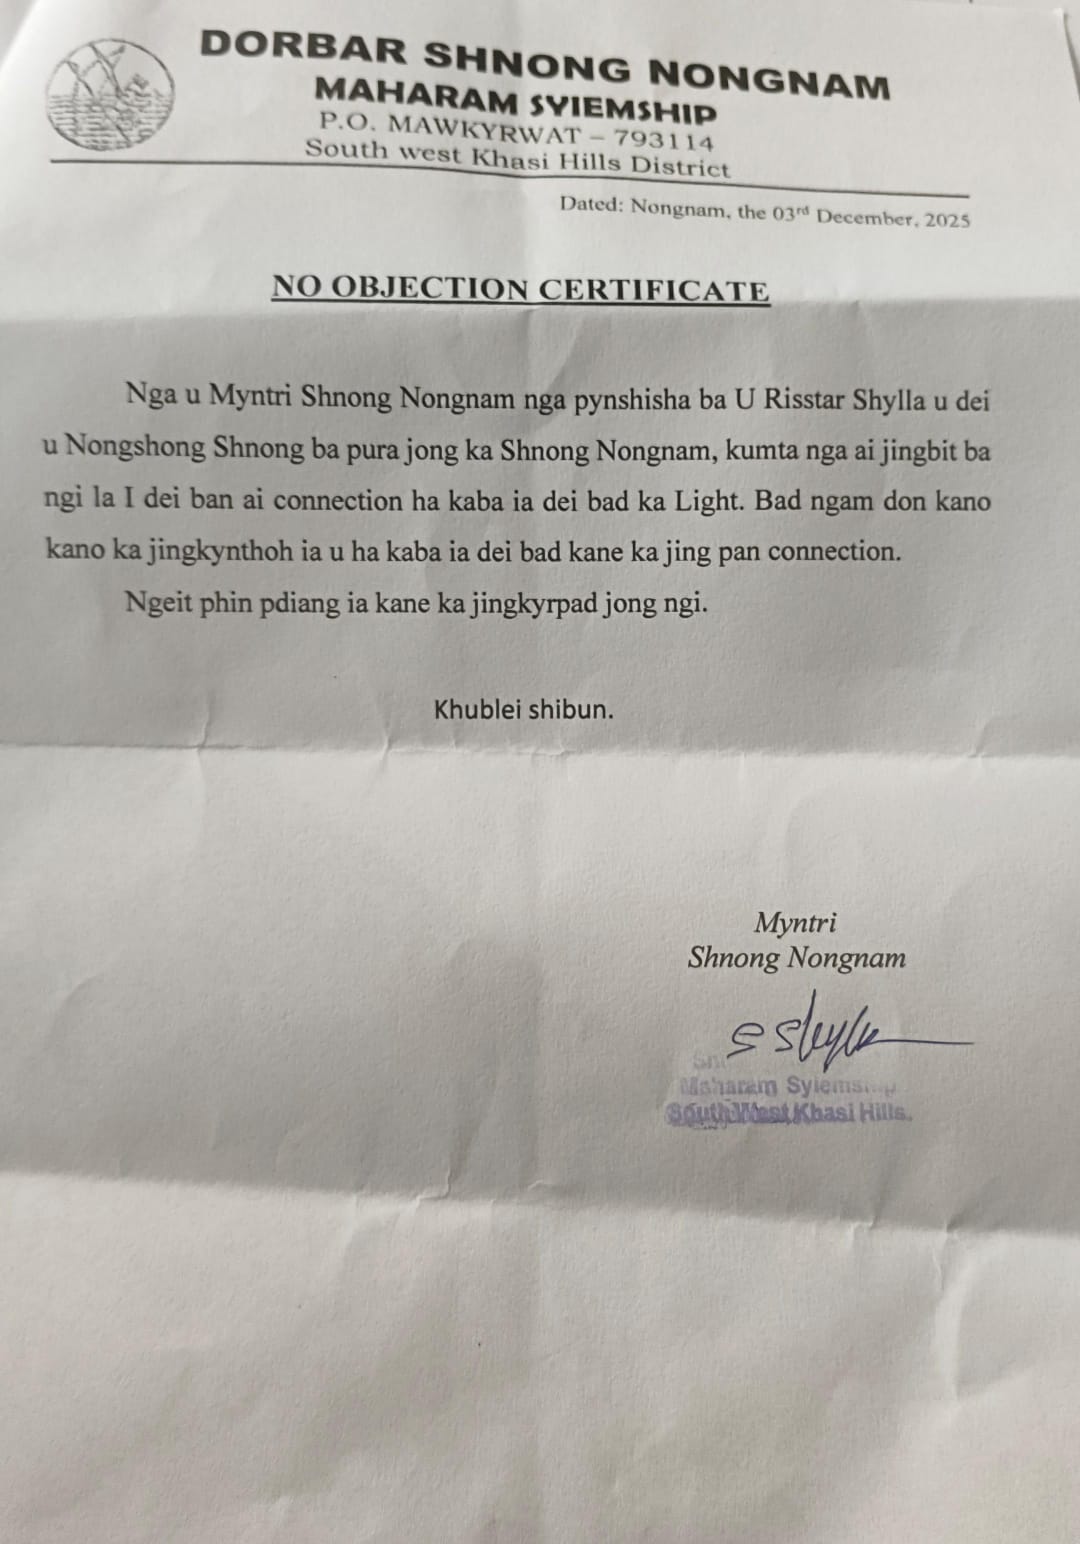 DORBAR SHNONG NONGNAM
MAHARAM SYIEMSHIP
P.O. MAWKYRWAT – 793114
South west Khasi Hills District
Dated: Nongnam, the 03rd December, 2025
NO OBJECTION CERTIFICATE
Nga u Myntri Shnong Nongnam nga pynshisha ba U Risstar Shylla u dei
u Nongshong Shnong ba pura jong ka Shnong Nongnam, kumta nga ai jingbit ba
ngi la I dei ban ai connection ha kaba ia dei bad ka Light. Bad ngam don kano
kano ka jingkynthoh ia u ha kaba ia dei bad kane ka jing pan connection.
Ngeit phin pdiang ia kane ka jingkyrpad jong ngi.
Khublei shibun.
Myntri
Shnong Nongnam
S Shylla
Maharam Syiemship
South West Khasi Hills.